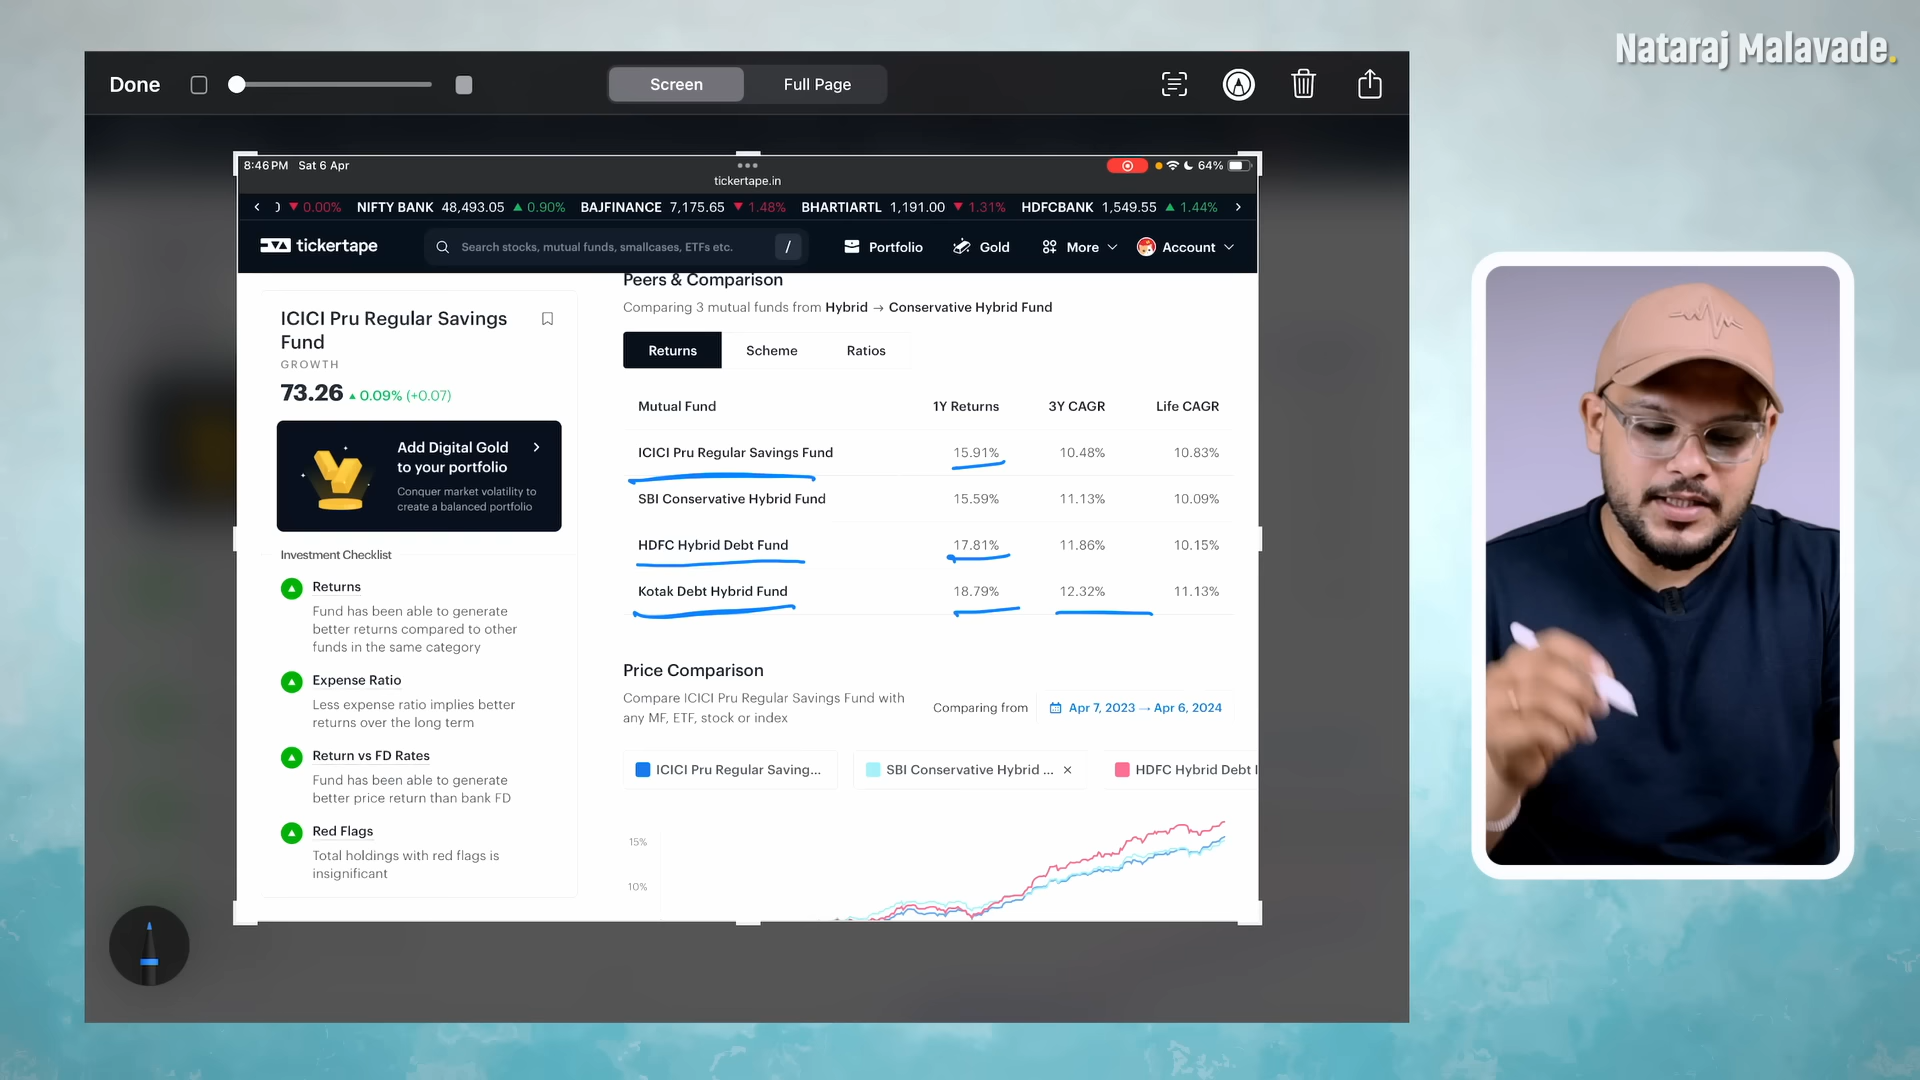 Nataraj Malavade.
Done
Screen
Full Page
8:46 PM Sat 6 Apr
64%
tickertape.in
0.00% NIFTY BANK 48,493.05 0.90% BAJFINANCE 7,175.65 1.48% BHARTIARTL 1,191.00 1.31% HDFCBANK 1,549.55 1.44%
tickertape
Search stocks, mutual funds, smallcases, ETFs etc. /
Portfolio
Gold
More
Account
ICICI Pru Regular Savings
Fund
GROWTH
73.26 0.09% (+0.07)
Add Digital Gold
to your portfolio
Conquer market volatility to
create a balanced portfolio
Investment Checklist
Returns
Fund has been able to generate
better returns compared to other
funds in the same category
Expense Ratio
Less expense ratio implies better
returns over the long term
Return vs FD Rates
Fund has been able to generate
better price return than bank FD
Red Flags
Total holdings with red flags is
insignificant
Peers & Comparison
Comparing 3 mutual funds from Hybrid → Conservative Hybrid Fund
Returns Scheme Ratios
Mutual Fund 1Y Returns 3Y CAGR Life CAGR
ICICI Pru Regular Savings Fund 15.91% 10.48% 10.83%
SBI Conservative Hybrid Fund 15.59% 11.13% 10.09%
HDFC Hybrid Debt Fund 17.81% 11.86% 10.15%
Kotak Debt Hybrid Fund 18.79% 12.32% 11.13%
Price Comparison
Compare ICICI Pru Regular Savings Fund with
any MF, ETF, stock or index
Comparing from Apr 7, 2023 → Apr 6, 2024
ICICI Pru Regular Saving...
SBI Conservative Hybrid ... ×
HDFC Hybrid Debt
15%
10%